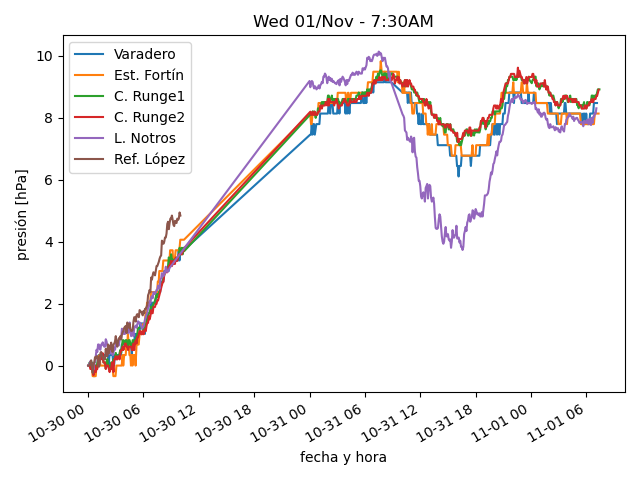 Wed 01/Nov - 7:30AM
Varadero
Est. Fortín
C. Runge1
C. Runge2
L. Notros
Ref. López
presión [hPa]
10
8
6
4
2
0
10-30 00
10-30 06
10-30 12
10-30 18
10-31 00
10-31 06
10-31 12
10-31 18
11-01 00
11-01 06
fecha y hora